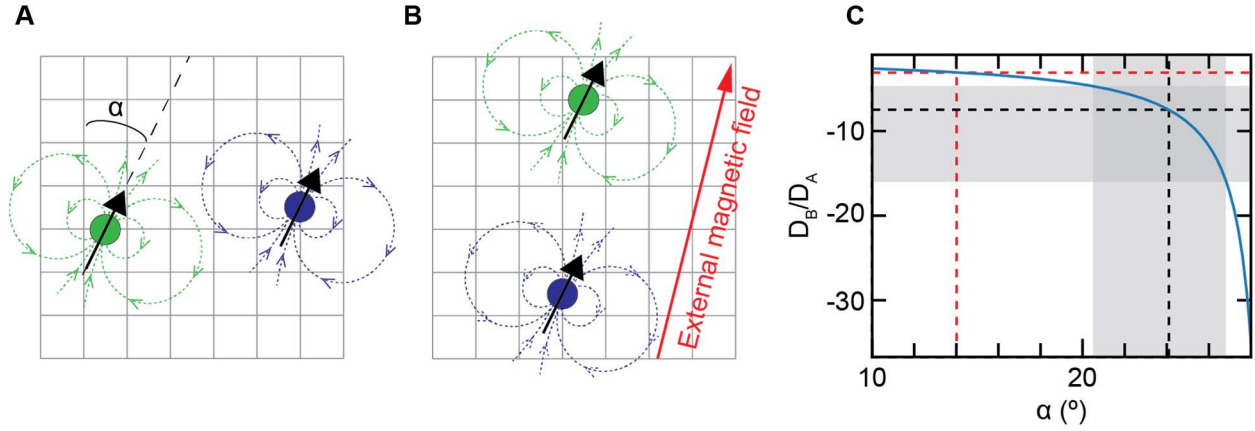 A
B
C
α
External magnetic field
-10
-20
-30
D_B/D_A
10
20
α (º)